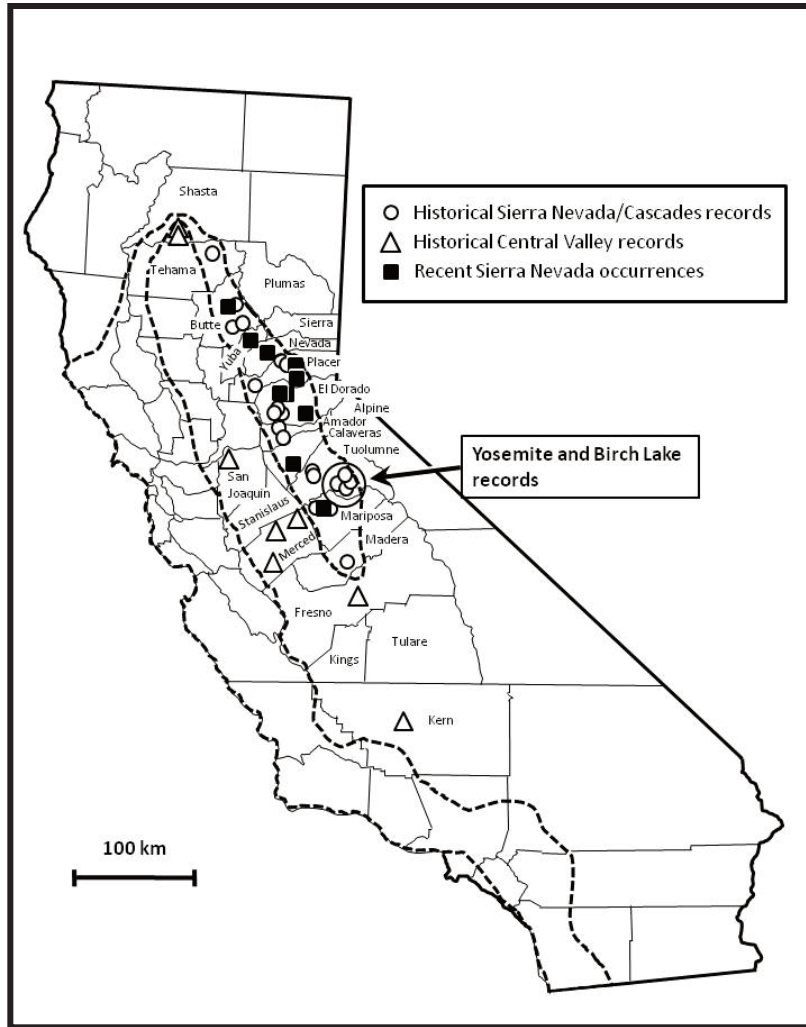 Shasta
Historical Sierra Nevada/Cascades records
Historical Central Valley records
Recent Sierra Nevada occurrences
Tehama
Plumas
Butte
Sierra
Yuba
Nevada
Placer
El Dorado
Alpine
Amador
Calaveras
Tuolumne
Yosemite and Birch Lake
records
San
Joaquin
Stanislaus
Mariposa
Merced
Madera
Fresno
Tulare
Kings
Kern
100 km